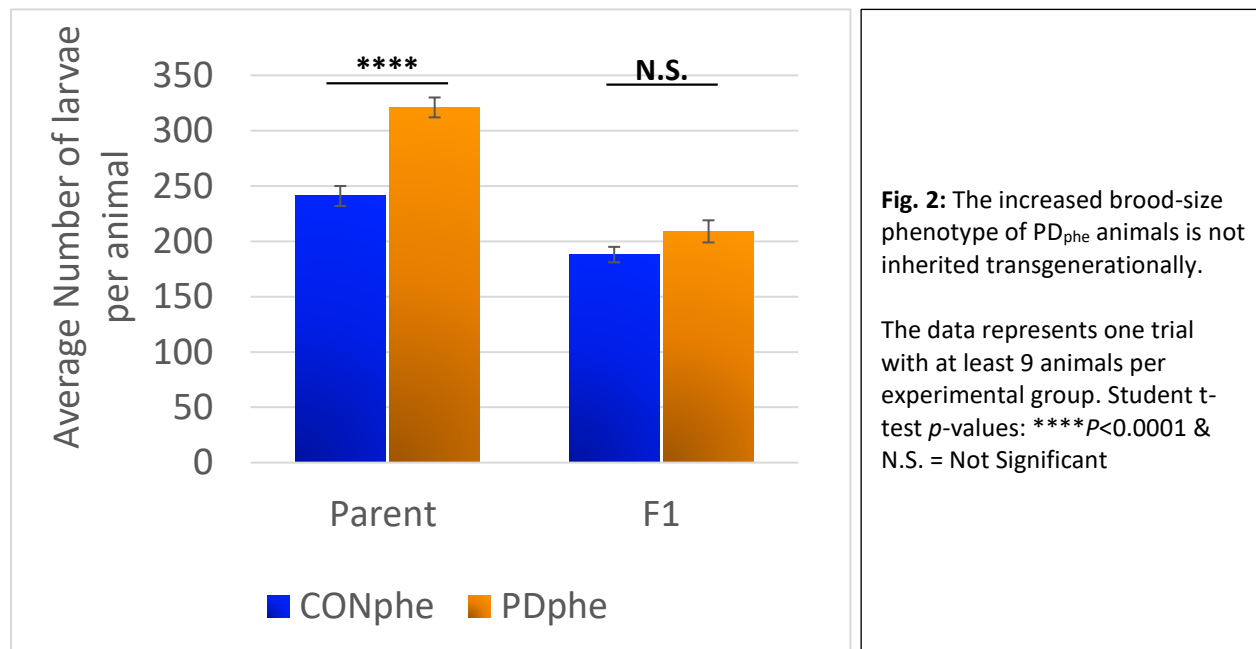 Average Number of larvae
per animal
350
300
250
200
150
100
50
0
****
N.S.
Parent
F1
CONphe
PDphe
Fig. 2: The increased brood-size
phenotype of PDphe animals is not
inherited transgenerationally.
The data represents one trial
with at least 9 animals per
experimental group. Student t-
test p-values: ****P<0.0001 &
N.S. = Not Significant